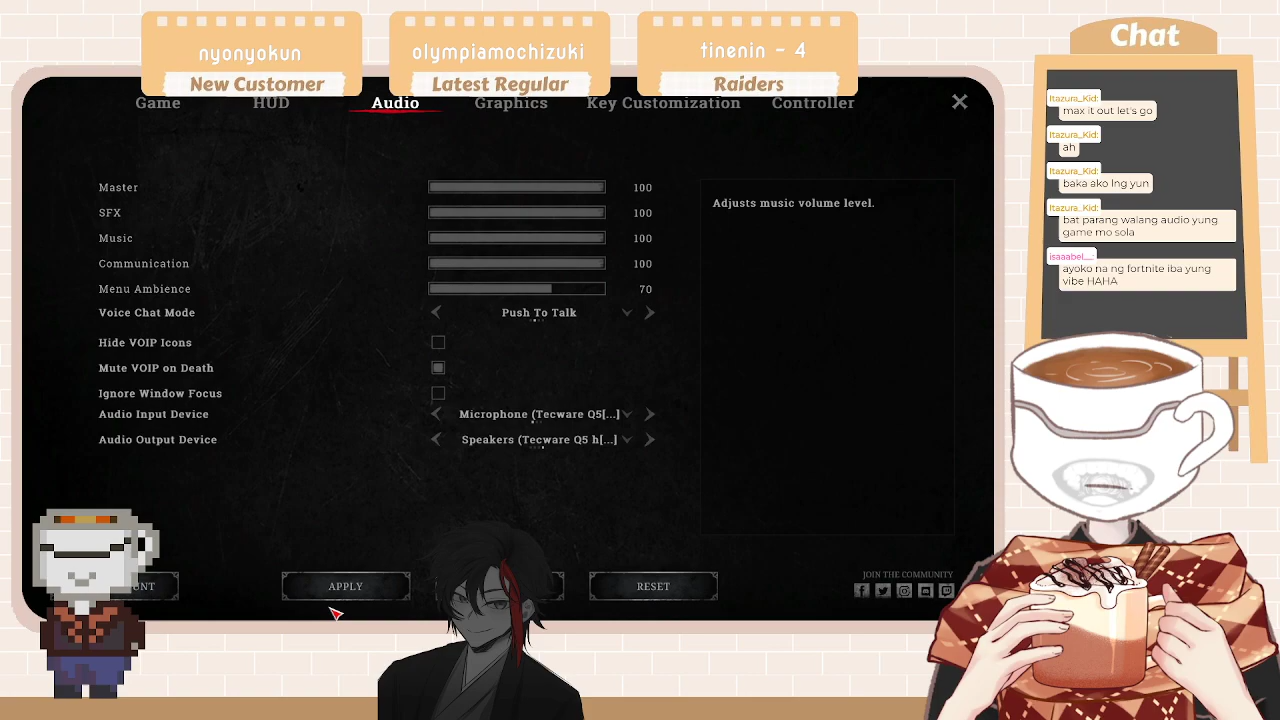 nyonyokun
New Customer
olympiamochizuki
Latest Regular
tinenin - 4
Raiders
Chat
Game
HUD
Audio
Graphics
Key Customization
Controller
Master
100
SFX
100
Music
100
Communication
100
Menu Ambience
70
Voice Chat Mode
Push To Talk
Hide VOIP Icons
Mute VOIP on Death
Ignore Window Focus
Audio Input Device
Microphone (Tecware Q5[...]
Audio Output Device
Speakers (Tecware Q5 h[...]
Adjusts music volume level.
APPLY
RESET
JOIN THE COMMUNITY
Itazura_Kid:
max it out let's go
Itazura_Kid:
ah
Itazura_Kid:
baka ako lng yun
Itazura_Kid:
bat parang walang audio yung
game mo sola
isaaabel__:
ayoko na ng fortnite iba yung
vibe HAHA